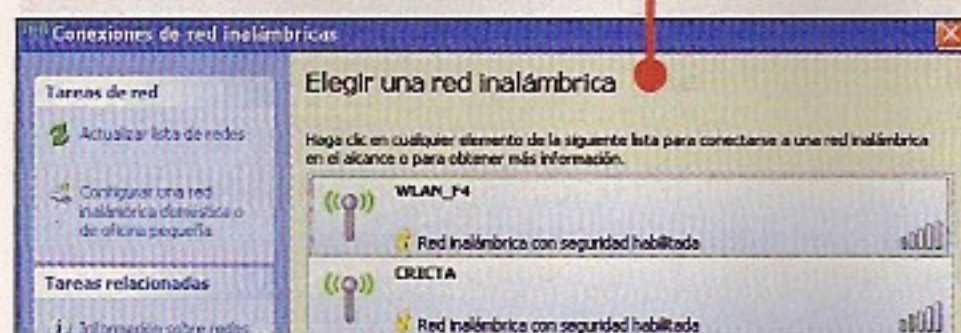 Conexiones de red inalámbricas
Tareas de red
Actualizar lista de redes
Configurar una red
inalámbrica doméstica o
de oficina pequeña
Tareas relacionadas
Información sobre redes
Elegir una red inalámbrica
Haga clic en cualquier elemento de la siguiente lista para conectarse a una red inalámbrica
en el alcance o para obtener más información.
WLAN_F4
Red inalámbrica con seguridad habilitada
CRICTA
Red inalámbrica con seguridad habilitada